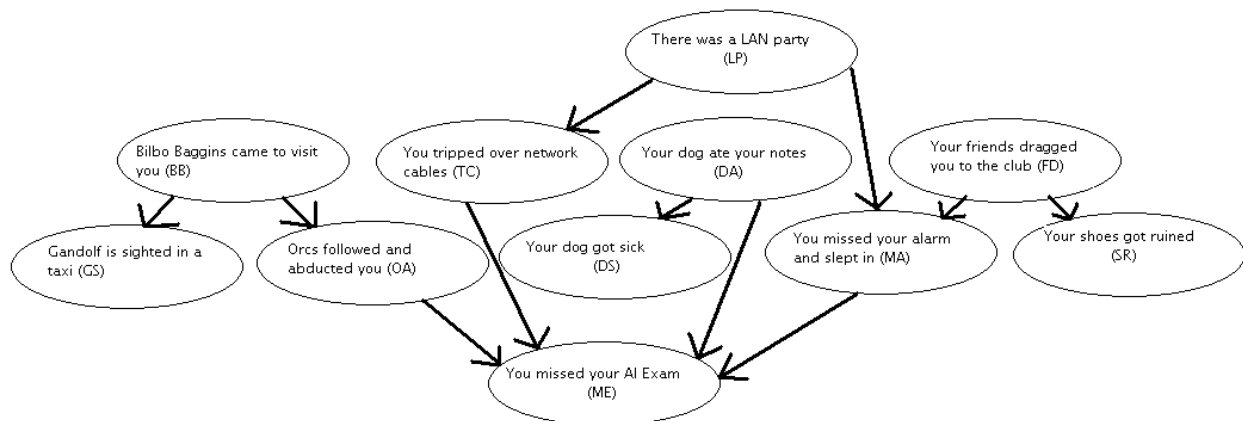 There was a LAN party
(LP)
Bilbo Baggins came to visit
you (BB)
You tripped over network
cables (TC)
Your dog ate your notes
(DA)
Your friends dragged
you to the club (FD)
Gandolf is sighted in a
taxi (GS)
Orcs followed and
abducted you (OA)
Your dog got sick
(DS)
You missed your alarm
and slept in (MA)
Your shoes got ruined
(SR)
You missed your AI Exam
(ME)